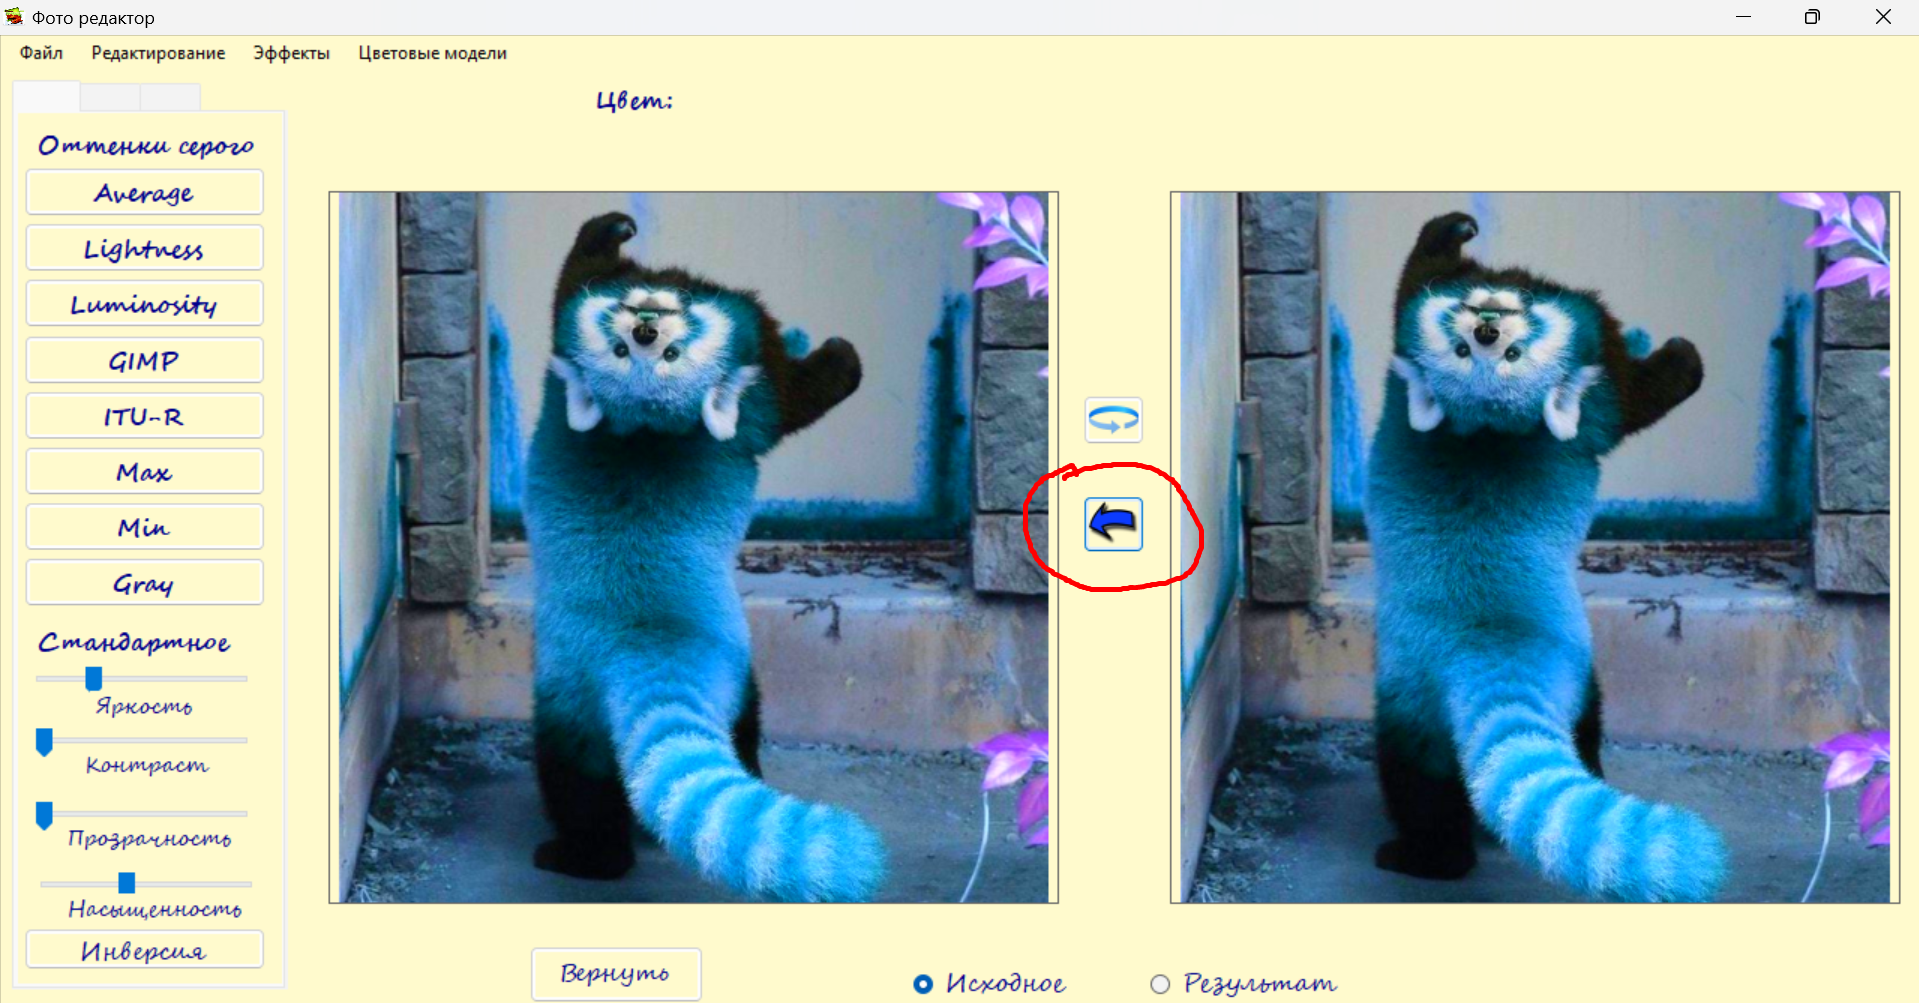 Фото редактор
Файл Редактирование Эффекты Цветовые модели
Цвет:
Оттенки серого
Average
Lightness
Luminosity
GIMP
ITU-R
Max
Min
Gray
Стандартное
Яркость
Контраст
Прозрачность
Насыщенность
Инверсия
Вернуть
Исходное Результат